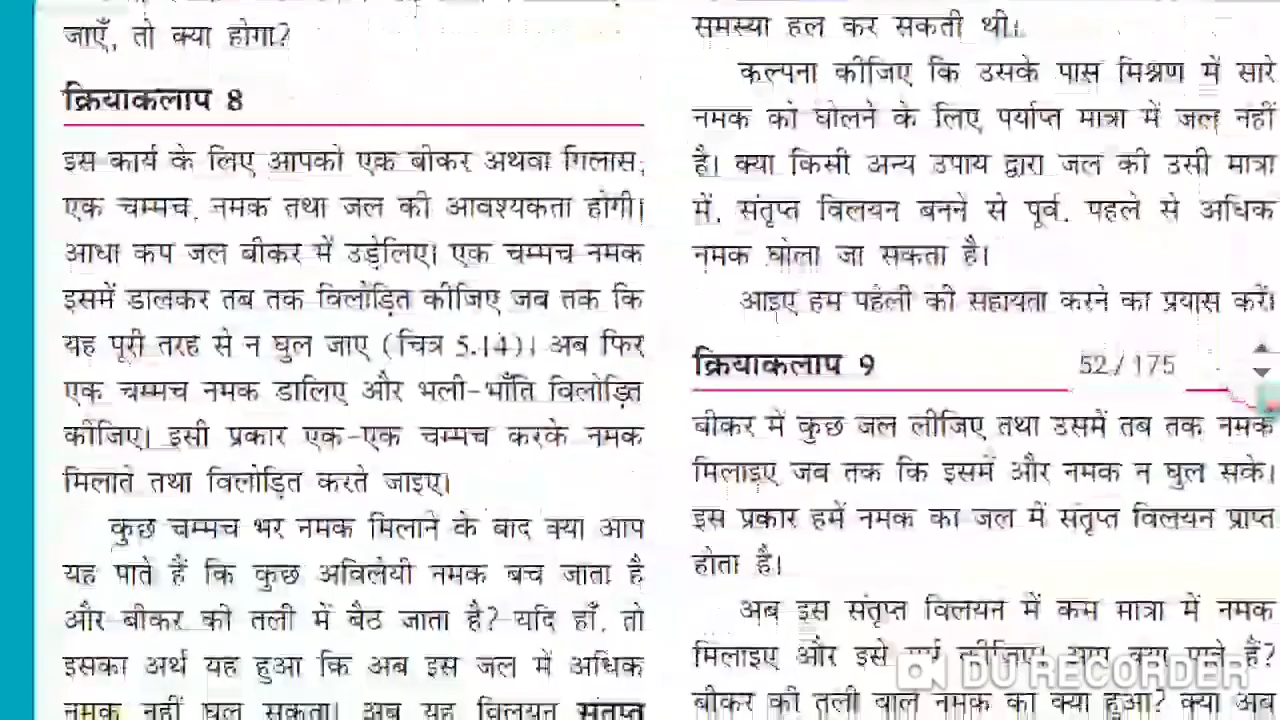 जाएँ, तो क्या होगा?
क्रियाकलाप 8
इस कार्य के लिए आपको एक बीकर अथवा गिलास,
एक चम्मच, नमक तथा जल की आवश्यकता होगी।
आधा कप जल बीकर में उड़ेलिए। एक चम्मच नमक
इसमें डालकर तब तक विलोड़ित कीजिए जब तक कि
यह पूरी तरह से न घुल जाए (चित्र 5.14)। अब फिर
एक चम्मच नमक डालिए और भली-भाँति विलोड़ित
कीजिए। इसी प्रकार एक-एक चम्मच करके नमक
मिलाते तथा विलोड़ित करते जाइए।
कुछ चम्मच भर नमक मिलाने के बाद क्या आप
यह पाते हैं कि कुछ अविलेयी नमक बच जाता है
और बीकर की तली में बैठ जाता है? यदि हाँ, तो
इसका अर्थ यह हुआ कि अब इस जल में अधिक
नमक नहीं घुल सकता। अब यह विलयन संतृप्त
समस्या हल कर सकती थी।
कल्पना कीजिए कि उसके पास मिश्रण में सारे
नमक को घोलने के लिए पर्याप्त मात्रा में जल नहीं
है। क्या किसी अन्य उपाय द्वारा जल की उसी मात्रा
में, संतृप्त विलयन बनने से पूर्व, पहले से अधिक
नमक घोला जा सकता है।
आइए हम पहेली की सहायता करने का प्रयास करें।
क्रियाकलाप 9
52 / 175
बीकर में कुछ जल लीजिए तथा उसमें तब तक नमक
मिलाइए जब तक कि इसमें और नमक न घुल सके।
इस प्रकार हमें नमक का जल में संतृप्त विलयन प्राप्त
होता है।
अब इस संतृप्त विलयन में कम मात्रा में नमक
मिलाइए और इसे कीजिए। आप क्या पाते हैं?
DU RECORDER
बीकर की तली वाले नमक का क्या हुआ? क्या अब